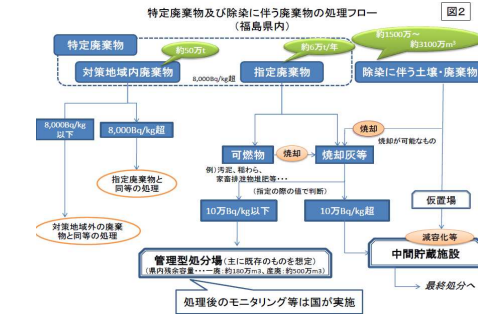 特定廃棄物及び除染に伴う廃棄物の処理フロー
(福島県内)
図2
特定廃棄物
約50万t
約6万t/年
約1500万～
約3100万m³
対策地域内廃棄物
8,000Bq/kg超
指定廃棄物
除染に伴う土壌・廃棄物
8,000Bq/kg
以下
8,000Bq/kg超
焼却
焼却が可能なもの
可燃物
焼却
焼却灰等
例)汚泥、稲わら、
家畜排泄物堆肥等・・・
(指定の際の値で判断)
指定廃棄物と
同等の処理
仮置場
10万Bq/kg以下
10万Bq/kg超
対策地域外の廃棄
物と同等の処理
減容化等
管理型処分場(主に既存のものを想定)
(県内残余容量・・・一廃:約180万m3、産廃:約500万m3)
中間貯蔵施設
最終処分へ
処理後のモニタリング等は国が実施